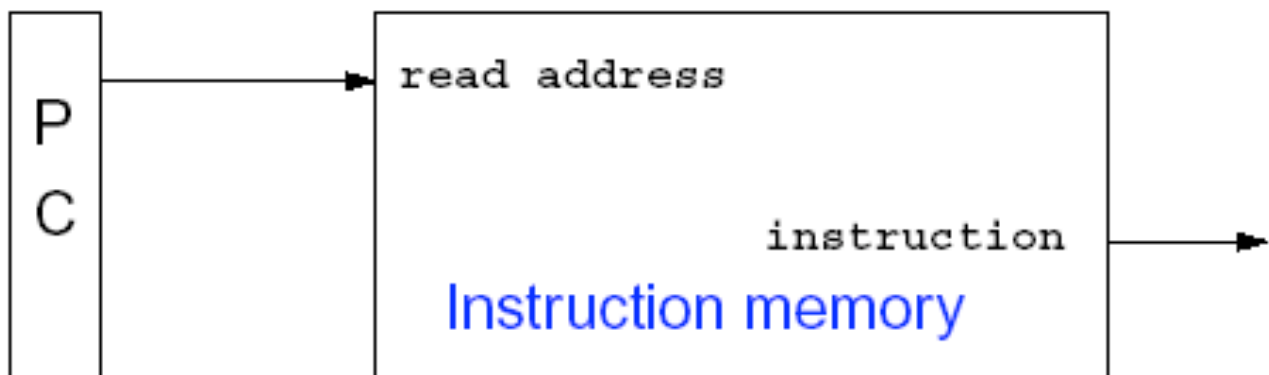 P
C
read address
instruction
Instruction memory